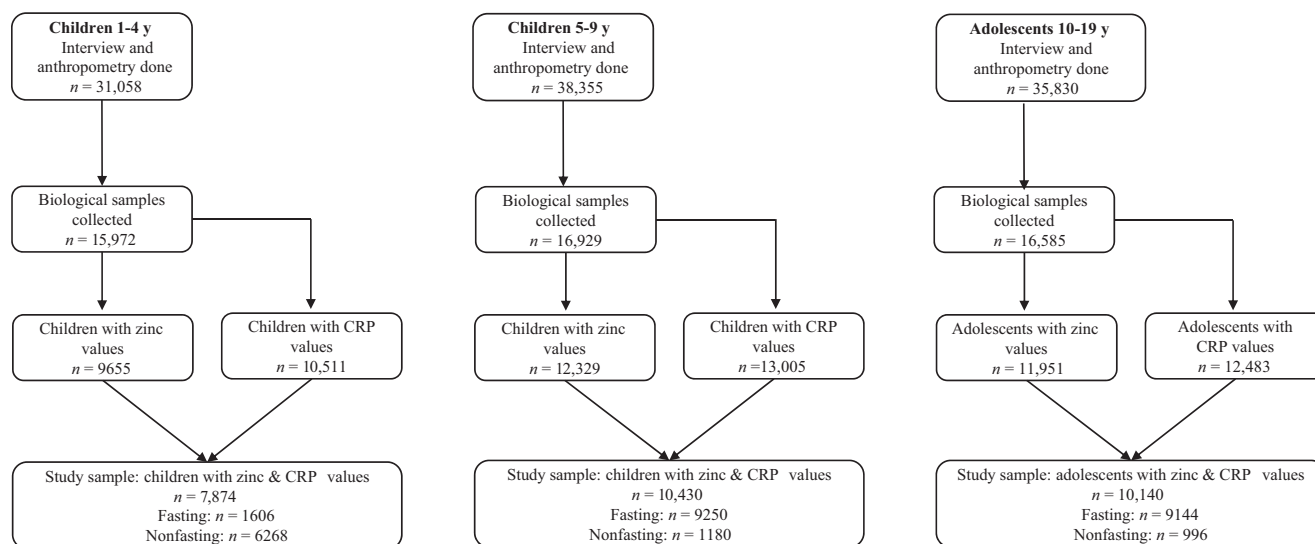 Children 1-4 y
Interview and
anthropometry done
n = 31,058
Biological samples
collected
n = 15,972
Children with zinc
values
n = 9655
Children with CRP
values
n = 10,511
Study sample: children with zinc & CRP values
n = 7,874
Fasting: n = 1606
Nonfasting: n = 6268
Children 5-9 y
Interview and
anthropometry done
n = 38,355
Biological samples
collected
n = 16,929
Children with zinc
values
n = 12,329
Children with CRP
values
n =13,005
Study sample: children with zinc & CRP values
n = 10,430
Fasting: n = 9250
Nonfasting: n = 1180
Adolescents 10-19 y
Interview and
anthropometry done
n = 35,830
Biological samples
collected
n = 16,585
Adolescents with zinc
values
n = 11,951
Adolescents with
CRP values
n = 12,483
Study sample: adolescents with zinc & CRP values
n = 10,140
Fasting: n = 9144
Nonfasting: n = 996